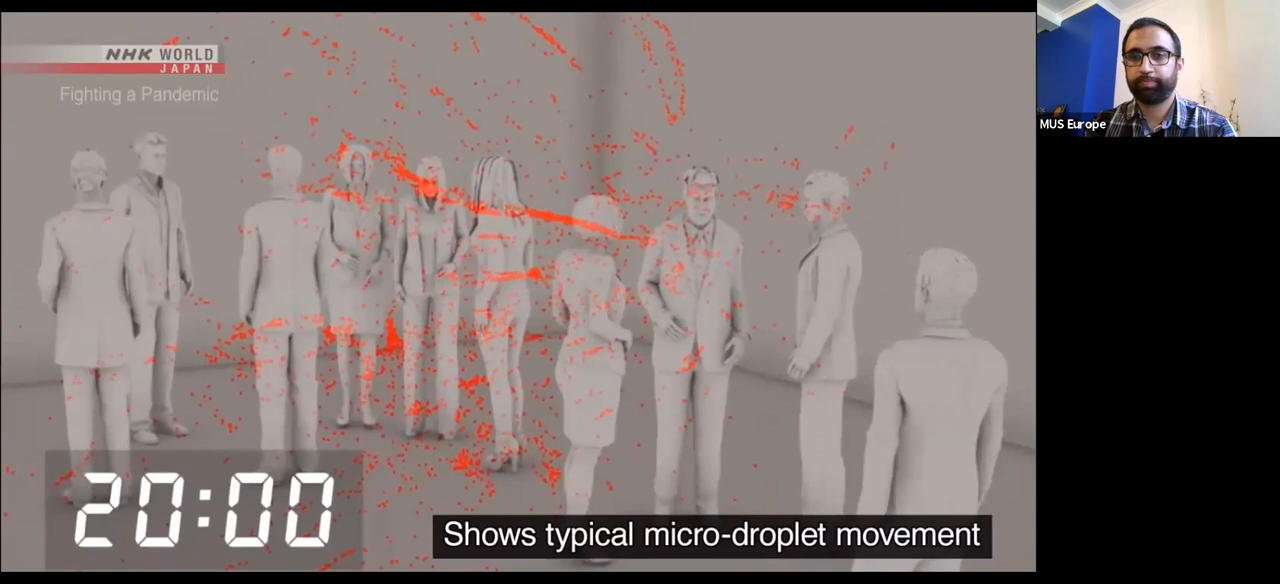 NHK WORLD
JAPAN
Fighting a Pandemic
MUS Europe
20:00
Shows typical micro-droplet movement